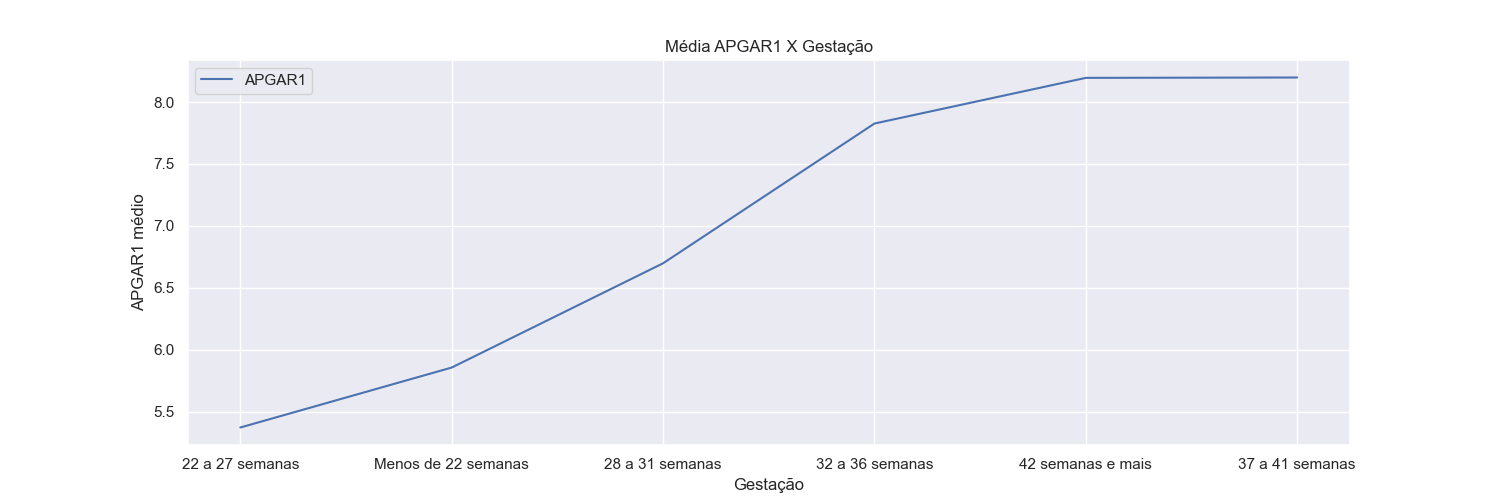 Média APGAR1 X Gestação
APGAR1
8.0
7.5
7.0
6.5
6.0
5.5
APGAR1 médio
22 a 27 semanas
Menos de 22 semanas
28 a 31 semanas
32 a 36 semanas
42 semanas e mais
37 a 41 semanas
Gestação